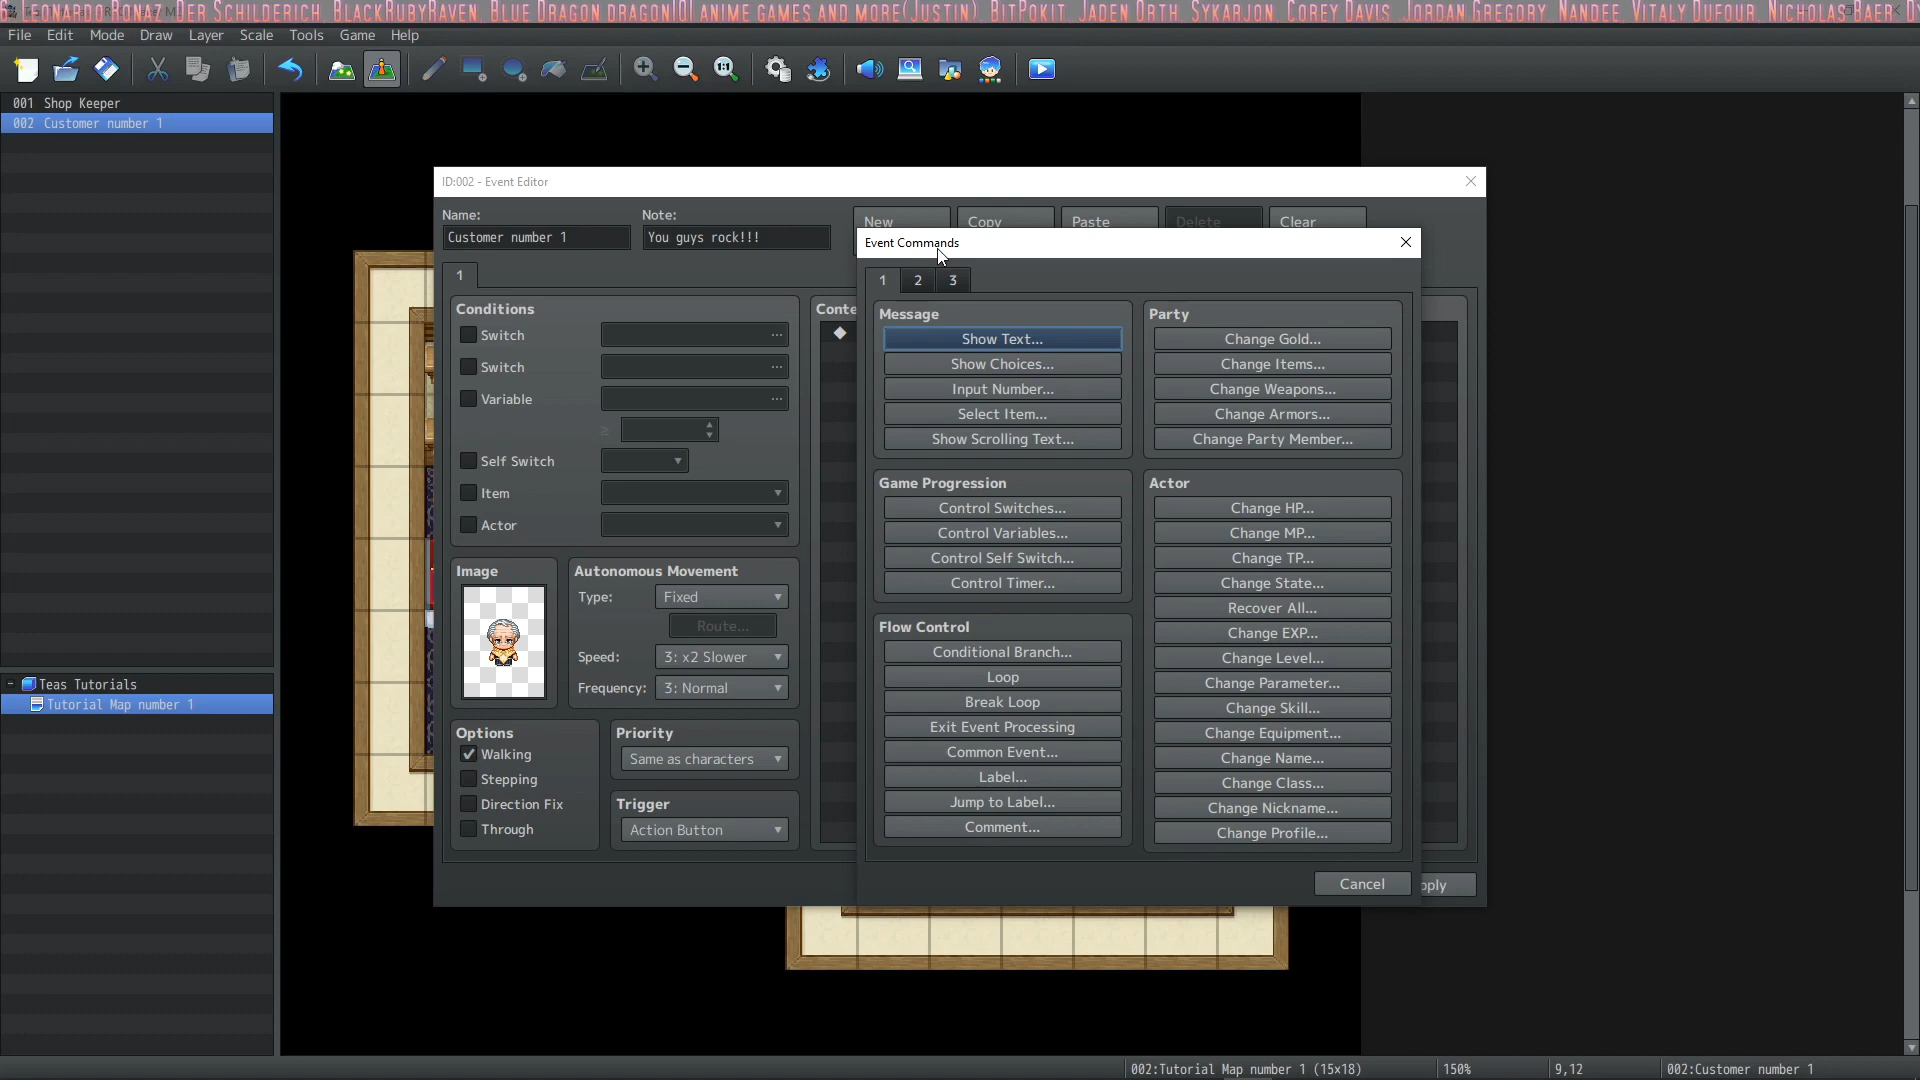 DER SCHILDERICH, BLACKRUBYRAVEN, BLUE DRAGON DRAGON101 ANIME GAMES AND MORE(JUSTIN), BITPOKIT, JADEN ORTH, SYKARJON, COREY DAVIS, JORDAN GREGORY, NANDEE, VITALY DUFOUR, NICHOLAS BAER
File Edit Mode Draw Layer Scale Tools Game Help
1:1
001 Shop Keeper
002 Customer number 1
ID:002 - Event Editor
Name: Note:
Customer number 1 You guys rock!!!
New Copy Paste Delete Clear
Event Commands
1
1 2 3
Conditions
Switch ...
Switch ...
Variable ...
≥
Self Switch
Item
Actor
Conte
Message
Show Text...
Show Choices...
Input Number...
Select Item...
Show Scrolling Text...
Party
Change Gold...
Change Items...
Change Weapons...
Change Armors...
Change Party Member...
Game Progression
Control Switches...
Control Variables...
Control Self Switch...
Control Timer...
Actor
Change HP...
Change MP...
Change TP...
Change State...
Recover All...
Change EXP...
Change Level...
Change Parameter...
Change Skill...
Change Equipment...
Change Name...
Change Class...
Change Nickname...
Change Profile...
Flow Control
Conditional Branch...
Loop
Break Loop
Exit Event Processing
Common Event...
Label...
Jump to Label...
Comment...
Image
Autonomous Movement
Type: Fixed
Route...
Speed: 3: x2 Slower
Frequency: 3: Normal
Options
Walking
Stepping
Direction Fix
Through
Priority
Same as characters
Trigger
Action Button
Cancel
pply
Teas Tutorials
Tutorial Map number 1
002:Tutorial Map number 1 (15x18) 150% 9,12 002:Customer number 1